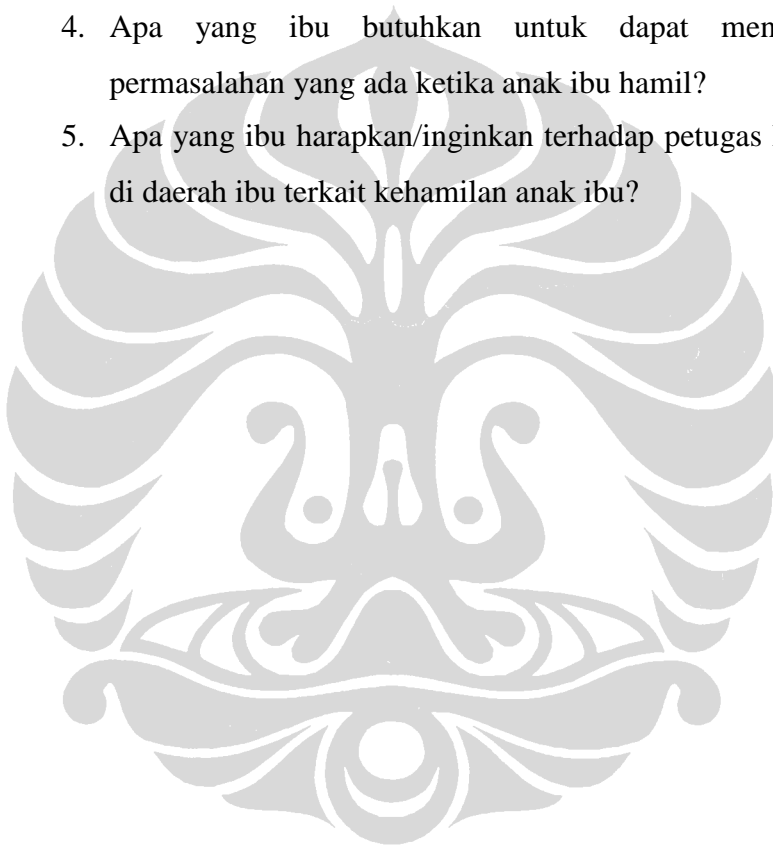 4. Apa yang ibu butuhkan untuk dapat
permasalahan yang ada ketika anak ibu hamil?
5. Apa yang ibu harapkan/inginkan terhadap petugas
di daerah ibu terkait kehamilan anak ibu?